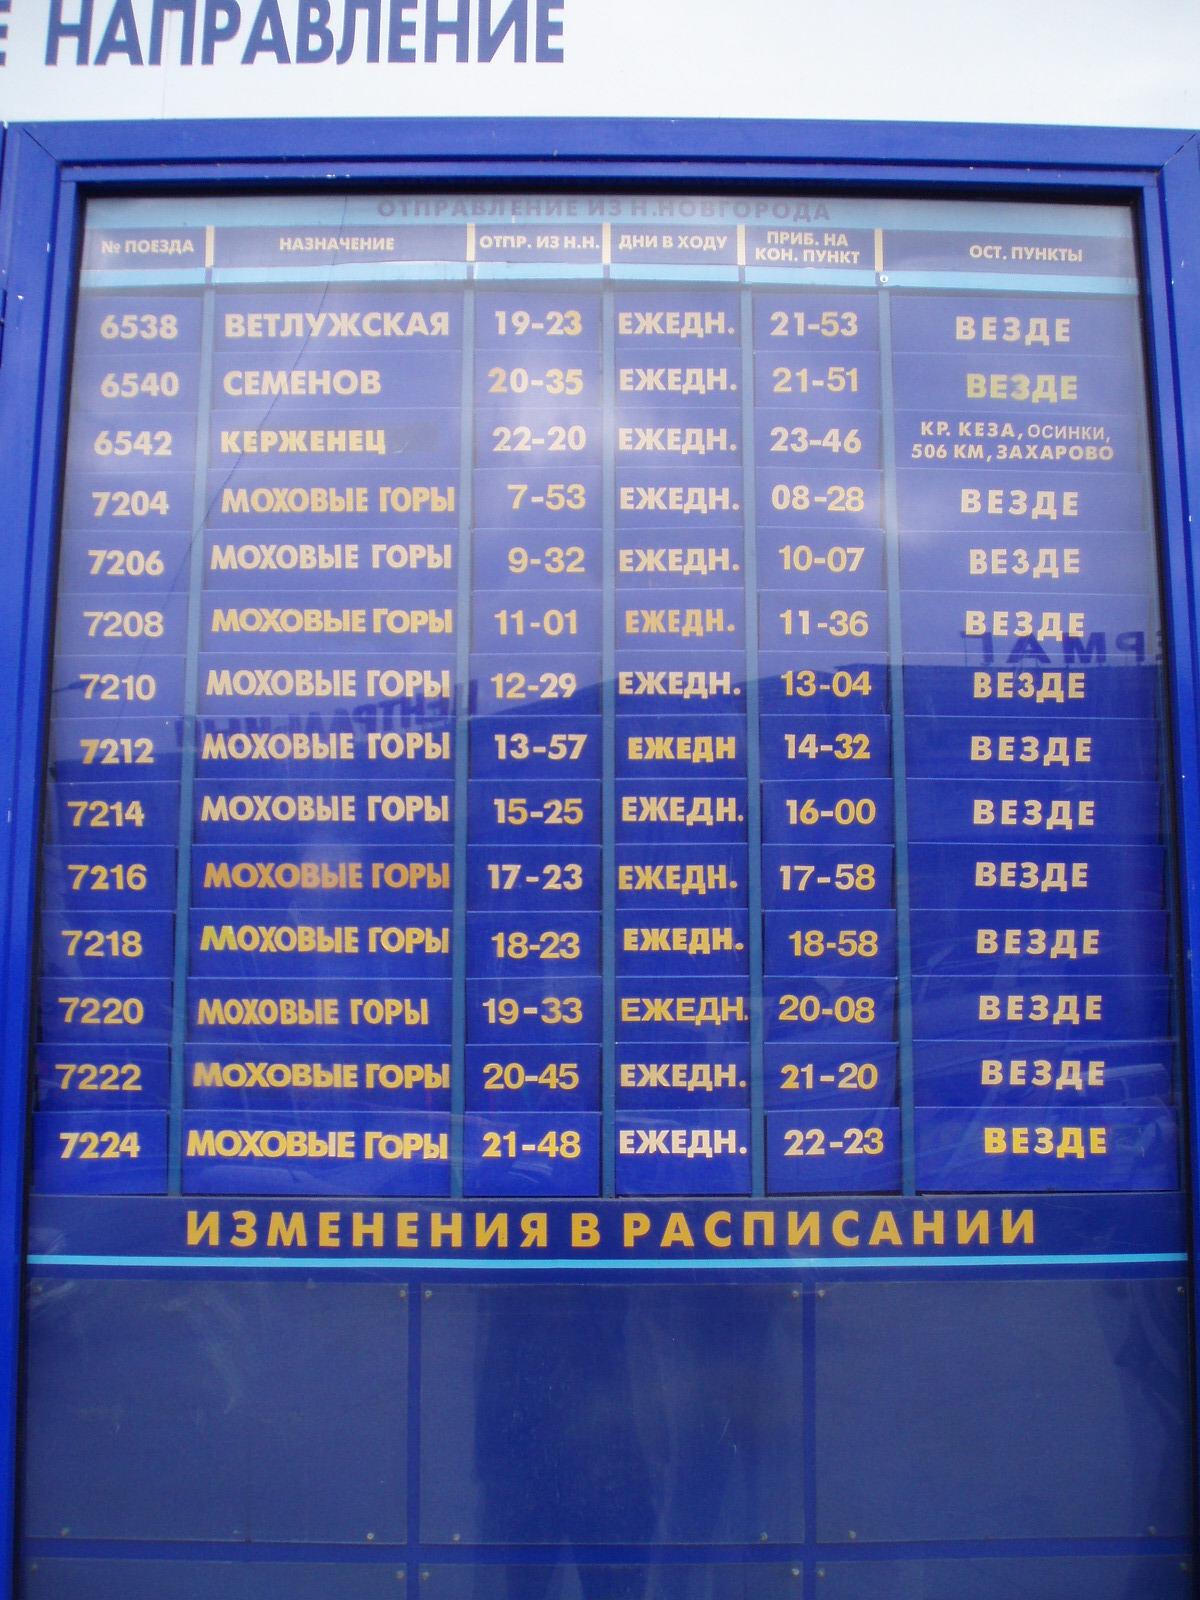 Е НАПРАВЛЕНИЕ
ОТПРАВЛЕНИЕ ИЗ Н.НОВГОРОДА
№ ПОЕЗДА НАЗНАЧЕНИЕ ОТПР. ИЗ Н.Н. ДНИ В ХОДУ ПРИБ. НА КОН. ПУНКТ ОСТ. ПУНКТЫ
6538 ВЕТЛУЖСКАЯ 19-23 ЕЖЕДН. 21-53 ВЕЗДЕ
6540 СЕМЕНОВ 20-35 ЕЖЕДН. 21-51 ВЕЗДЕ
6542 КЕРЖЕНЕЦ 22-20 ЕЖЕДН. 23-46 КР. КЕЗА, ОСИНКИ, 506 КМ, ЗАХАРОВО
7204 МОХОВЫЕ ГОРЫ 7-53 ЕЖЕДН. 08-28 ВЕЗДЕ
7206 МОХОВЫЕ ГОРЫ 9-32 ЕЖЕДН. 10-07 ВЕЗДЕ
7208 МОХОВЫЕ ГОРЫ 11-01 ЕЖЕДН. 11-36 ВЕЗДЕ
7210 МОХОВЫЕ ГОРЫ 12-29 ЕЖЕДН. 13-04 ВЕЗДЕ
7212 МОХОВЫЕ ГОРЫ 13-57 ЕЖЕДН 14-32 ВЕЗДЕ
7214 МОХОВЫЕ ГОРЫ 15-25 ЕЖЕДН. 16-00 ВЕЗДЕ
7216 МОХОВЫЕ ГОРЫ 17-23 ЕЖЕДН. 17-58 ВЕЗДЕ
7218 МОХОВЫЕ ГОРЫ 18-23 ЕЖЕДН. 18-58 ВЕЗДЕ
7220 МОХОВЫЕ ГОРЫ 19-33 ЕЖЕДН. 20-08 ВЕЗДЕ
7222 МОХОВЫЕ ГОРЫ 20-45 ЕЖЕДН. 21-20 ВЕЗДЕ
7224 МОХОВЫЕ ГОРЫ 21-48 ЕЖЕДН. 22-23 ВЕЗДЕ
ИЗМЕНЕНИЯ В РАСПИСАНИИ